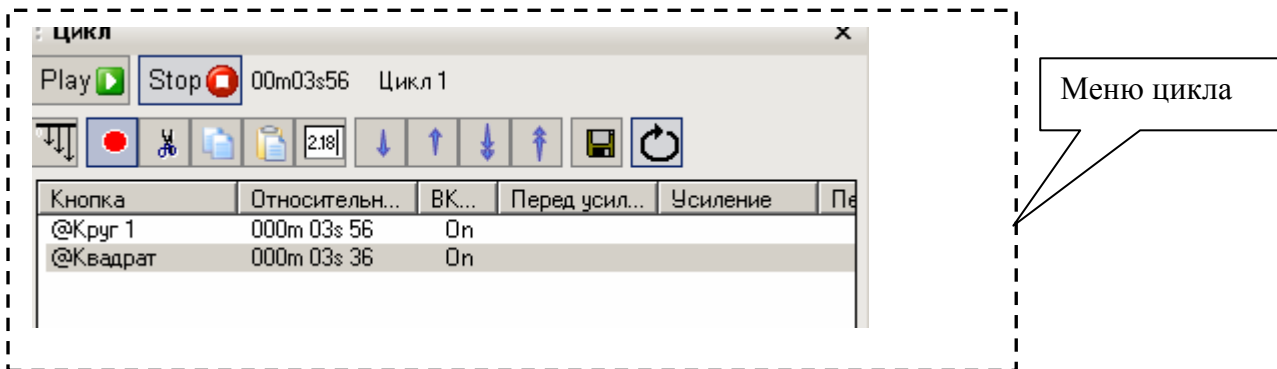 Цикл
Меню цикла
Play Stop 00m03s56 Цикл 1
2.18
Кнопка Относительн... ВК... Перед усил... Усиление Пе
@Круг 1 000m 03s 56 On
@Квадрат 000m 03s 36 On